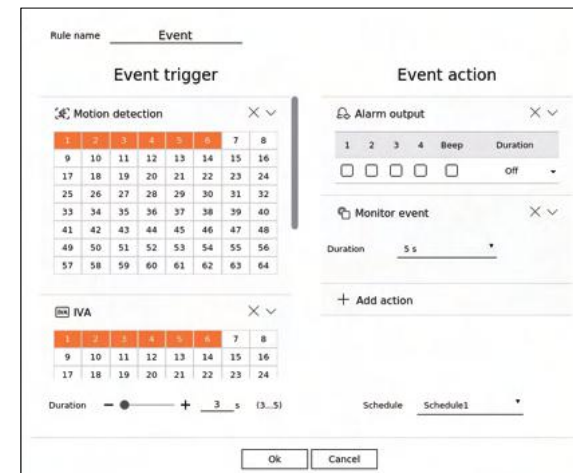 Rule name Event
Event trigger
Motion detection
1 2 3 4 5 6 7 8
9 10 11 12 13 14 15 16
17 18 19 20 21 22 23 24
25 26 27 28 29 30 31 32
33 34 35 36 37 38 39 40
41 42 43 44 45 46 47 48
49 50 51 52 53 54 55 56
57 58 59 60 61 62 63 64
IVA IVA
1 2 3 4 5 6 7 8
9 10 11 12 13 14 15 16
17 18 19 20 21 22 23 24
Duration − + 3 s (3...5)
Event action
Alarm output
1 2 3 4 Beep Duration
Off
Monitor event
Duration 5 s
+ Add action
Schedule Schedule1
Ok Cancel